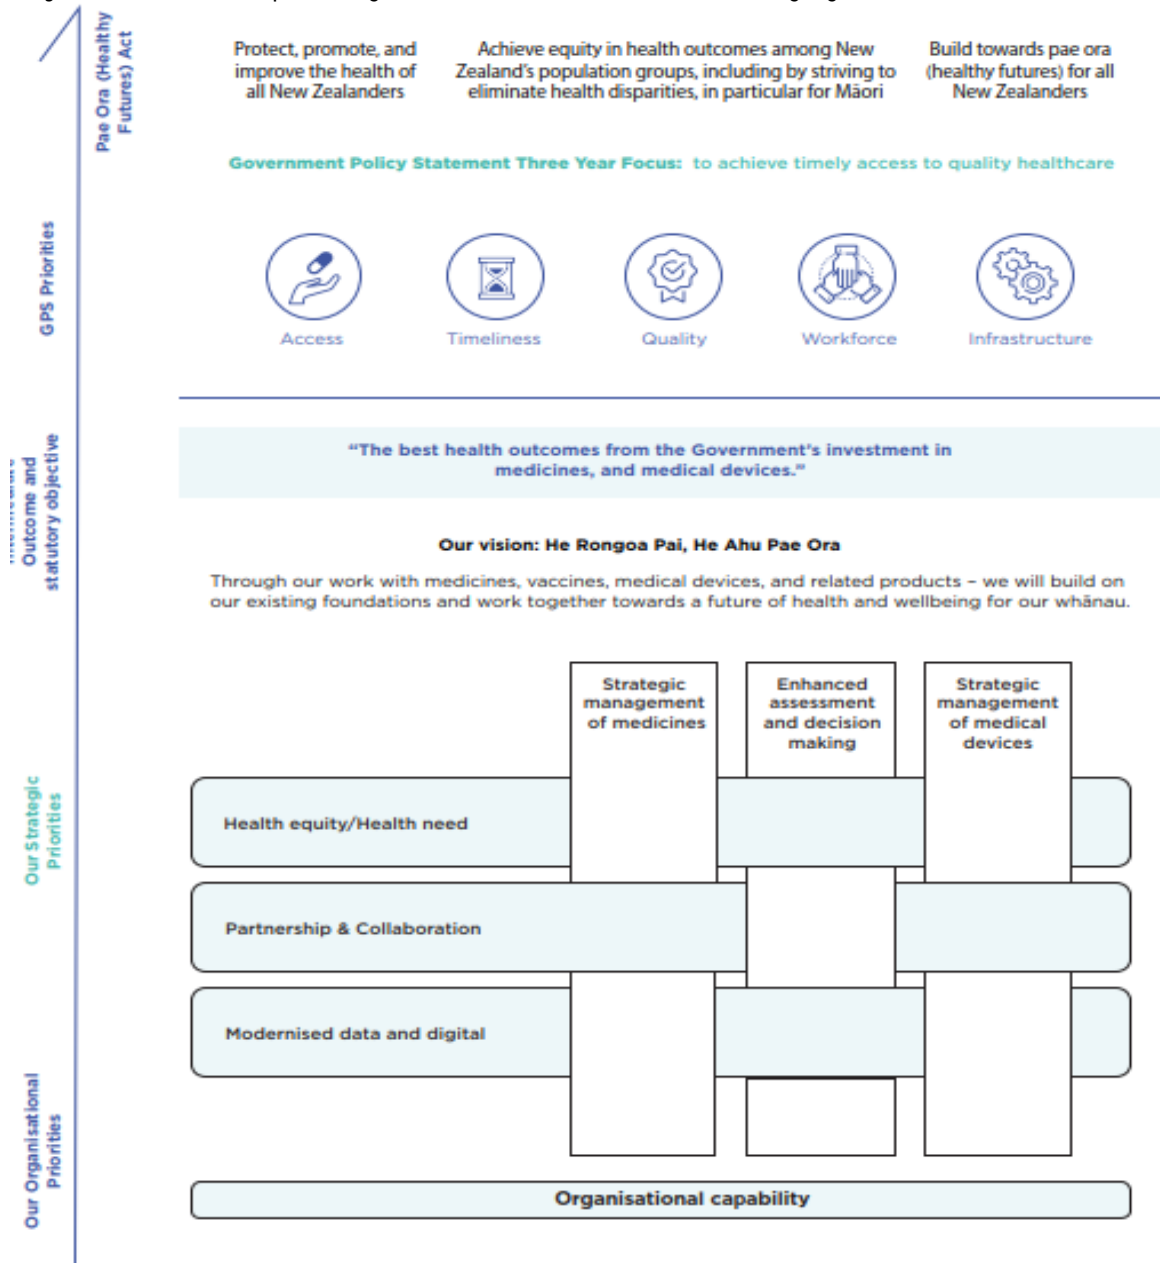 Pae Ora (Healthy
Futures) Act
Protect, promote, and
improve the health of
all New Zealanders
Achieve equity in health outcomes among New
Zealand's population groups, including by striving to
eliminate health disparities, in particular for Māori
Build towards pae ora
(healthy futures) for all
New Zealanders
Government Policy Statement Three Year Focus: to achieve timely access to quality healthcare
GPS Priorities
Access
Timeliness
Quality
Workforce
Infrastructure
Outcome and
statutory objective
"The best health outcomes from the Government's investment in
medicines, and medical devices."
Our vision: He Rongoa Pai, He Ahu Pae Ora
Through our work with medicines, vaccines, medical devices, and related products – we will build on
our existing foundations and work together towards a future of health and wellbeing for our whānau.
Our Strategic
Priorities
Strategic
management
of medicines
Enhanced
assessment
and decision
making
Strategic
management
of medical
devices
Health equity/Health need
Partnership & Collaboration
Modernised data and digital
Our Organisational
Priorities
Organisational capability